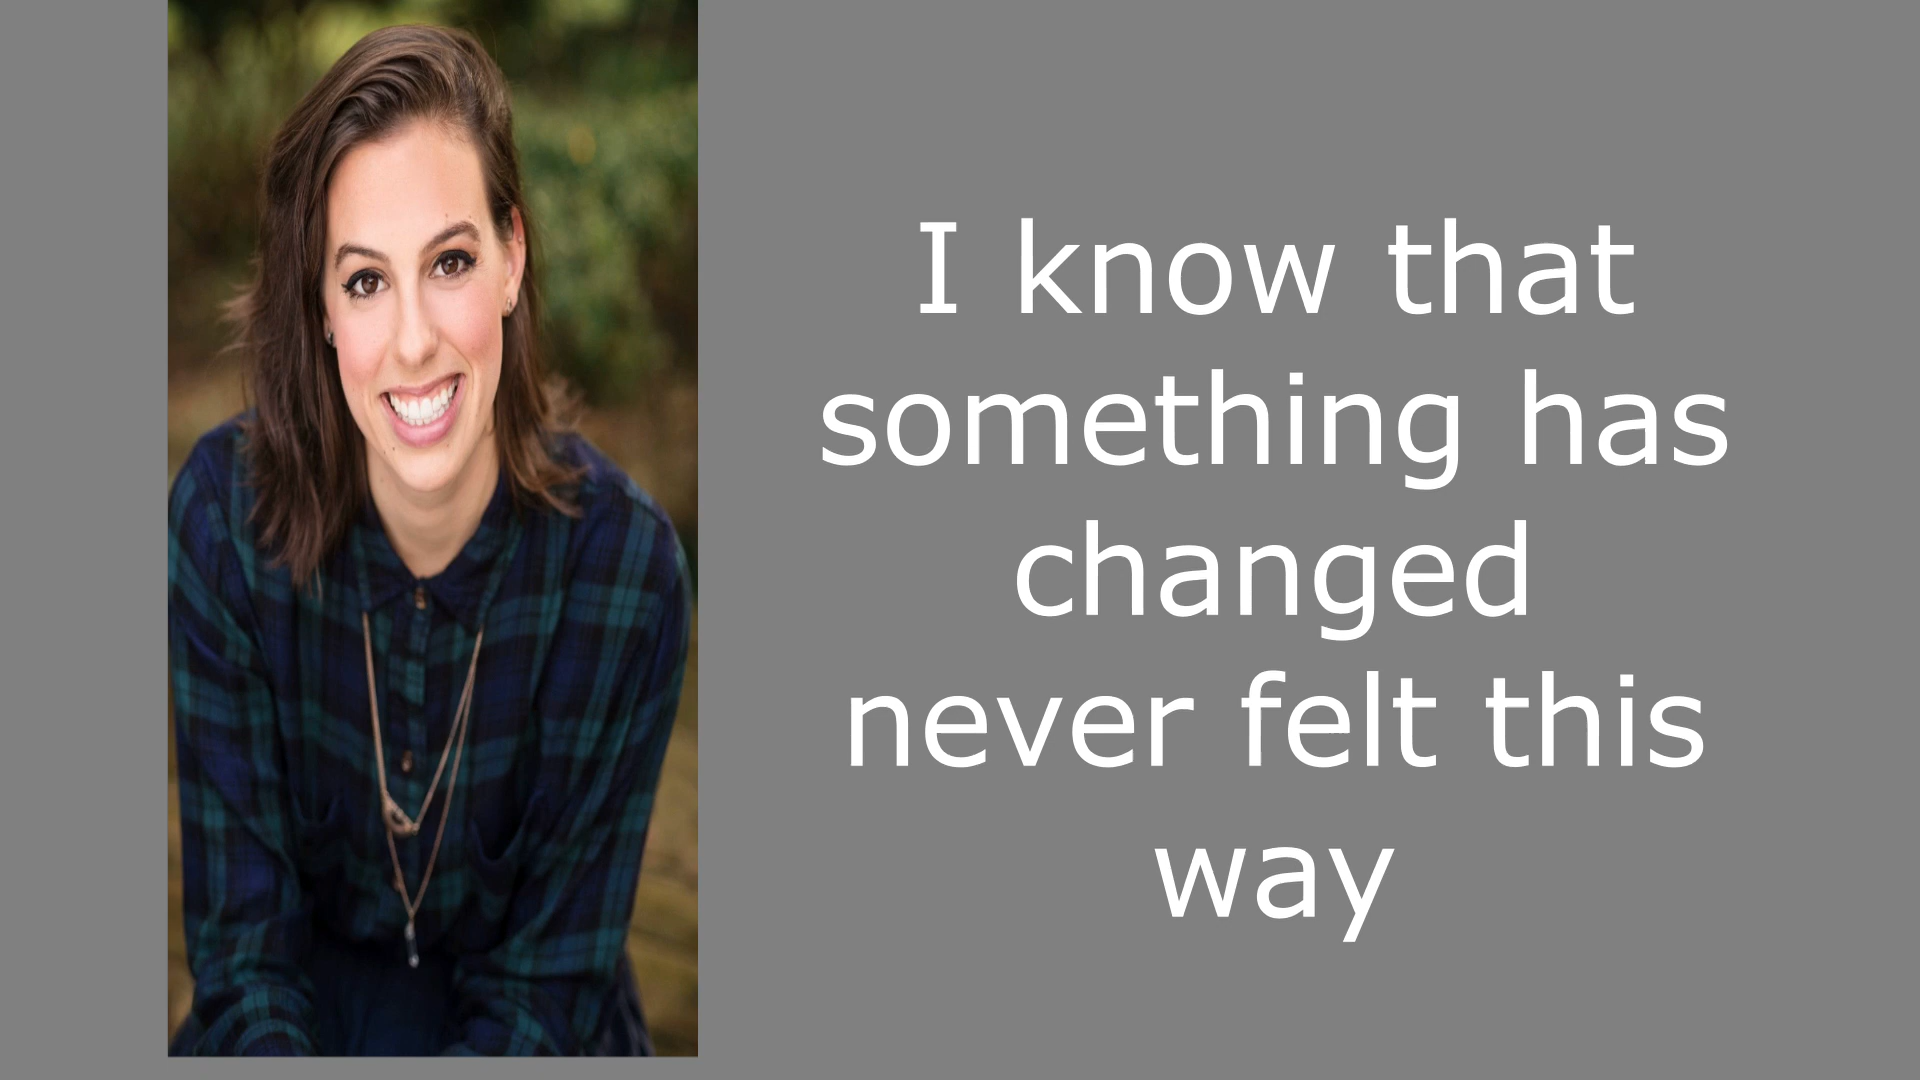 I know that
something has
changed
never felt this
way